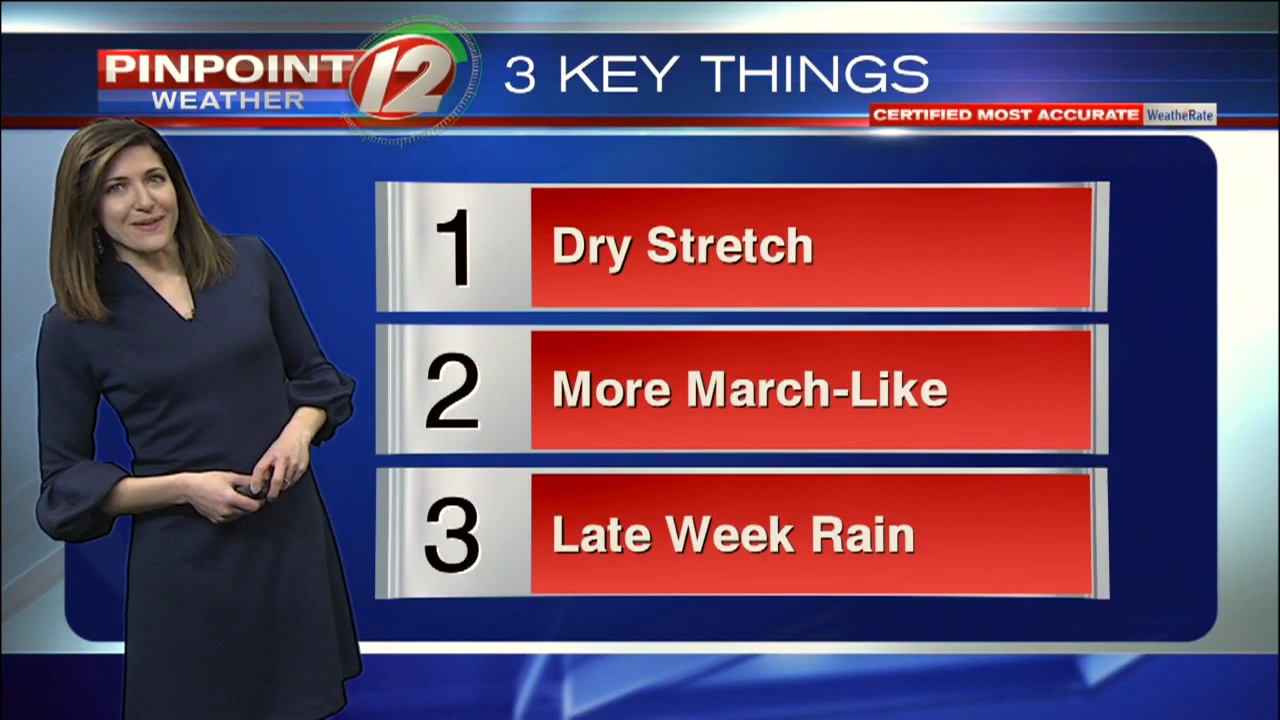 PINPOINT 12
WEATHER
3 KEY THINGS
CERTIFIED MOST ACCURATE WeatheRate
1 Dry Stretch
2 More March-Like
3 Late Week Rain